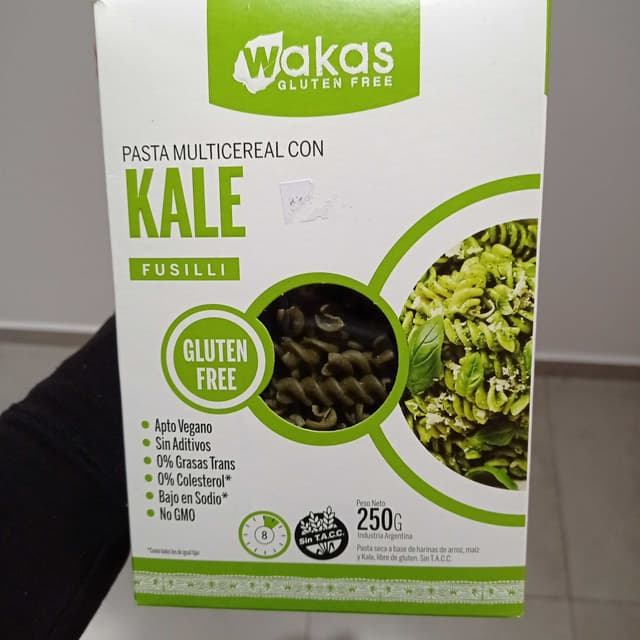 wakas
GLUTEN FREE
PASTA MULTICEREAL CON
KALE
FUSILLI
GLUTEN
FREE
Apto Vegano
Sin Aditivos
0% Grasas Trans
0% Colesterol*
Bajo en Sodio*
No GMO
8
Sin T.A.C.C.
Peso Neto
250G
Industria Argentina
Pasta seca a base de harinas de arroz, maíz
y Kale, libre de gluten. Sin T.A.C.C.